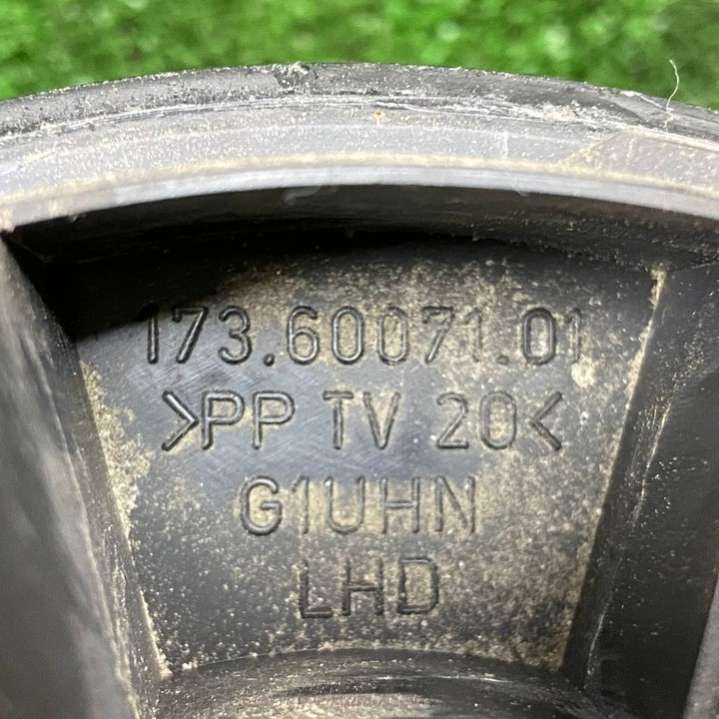 173.60071.01
>PP TV 20<
G1UHN
LHD